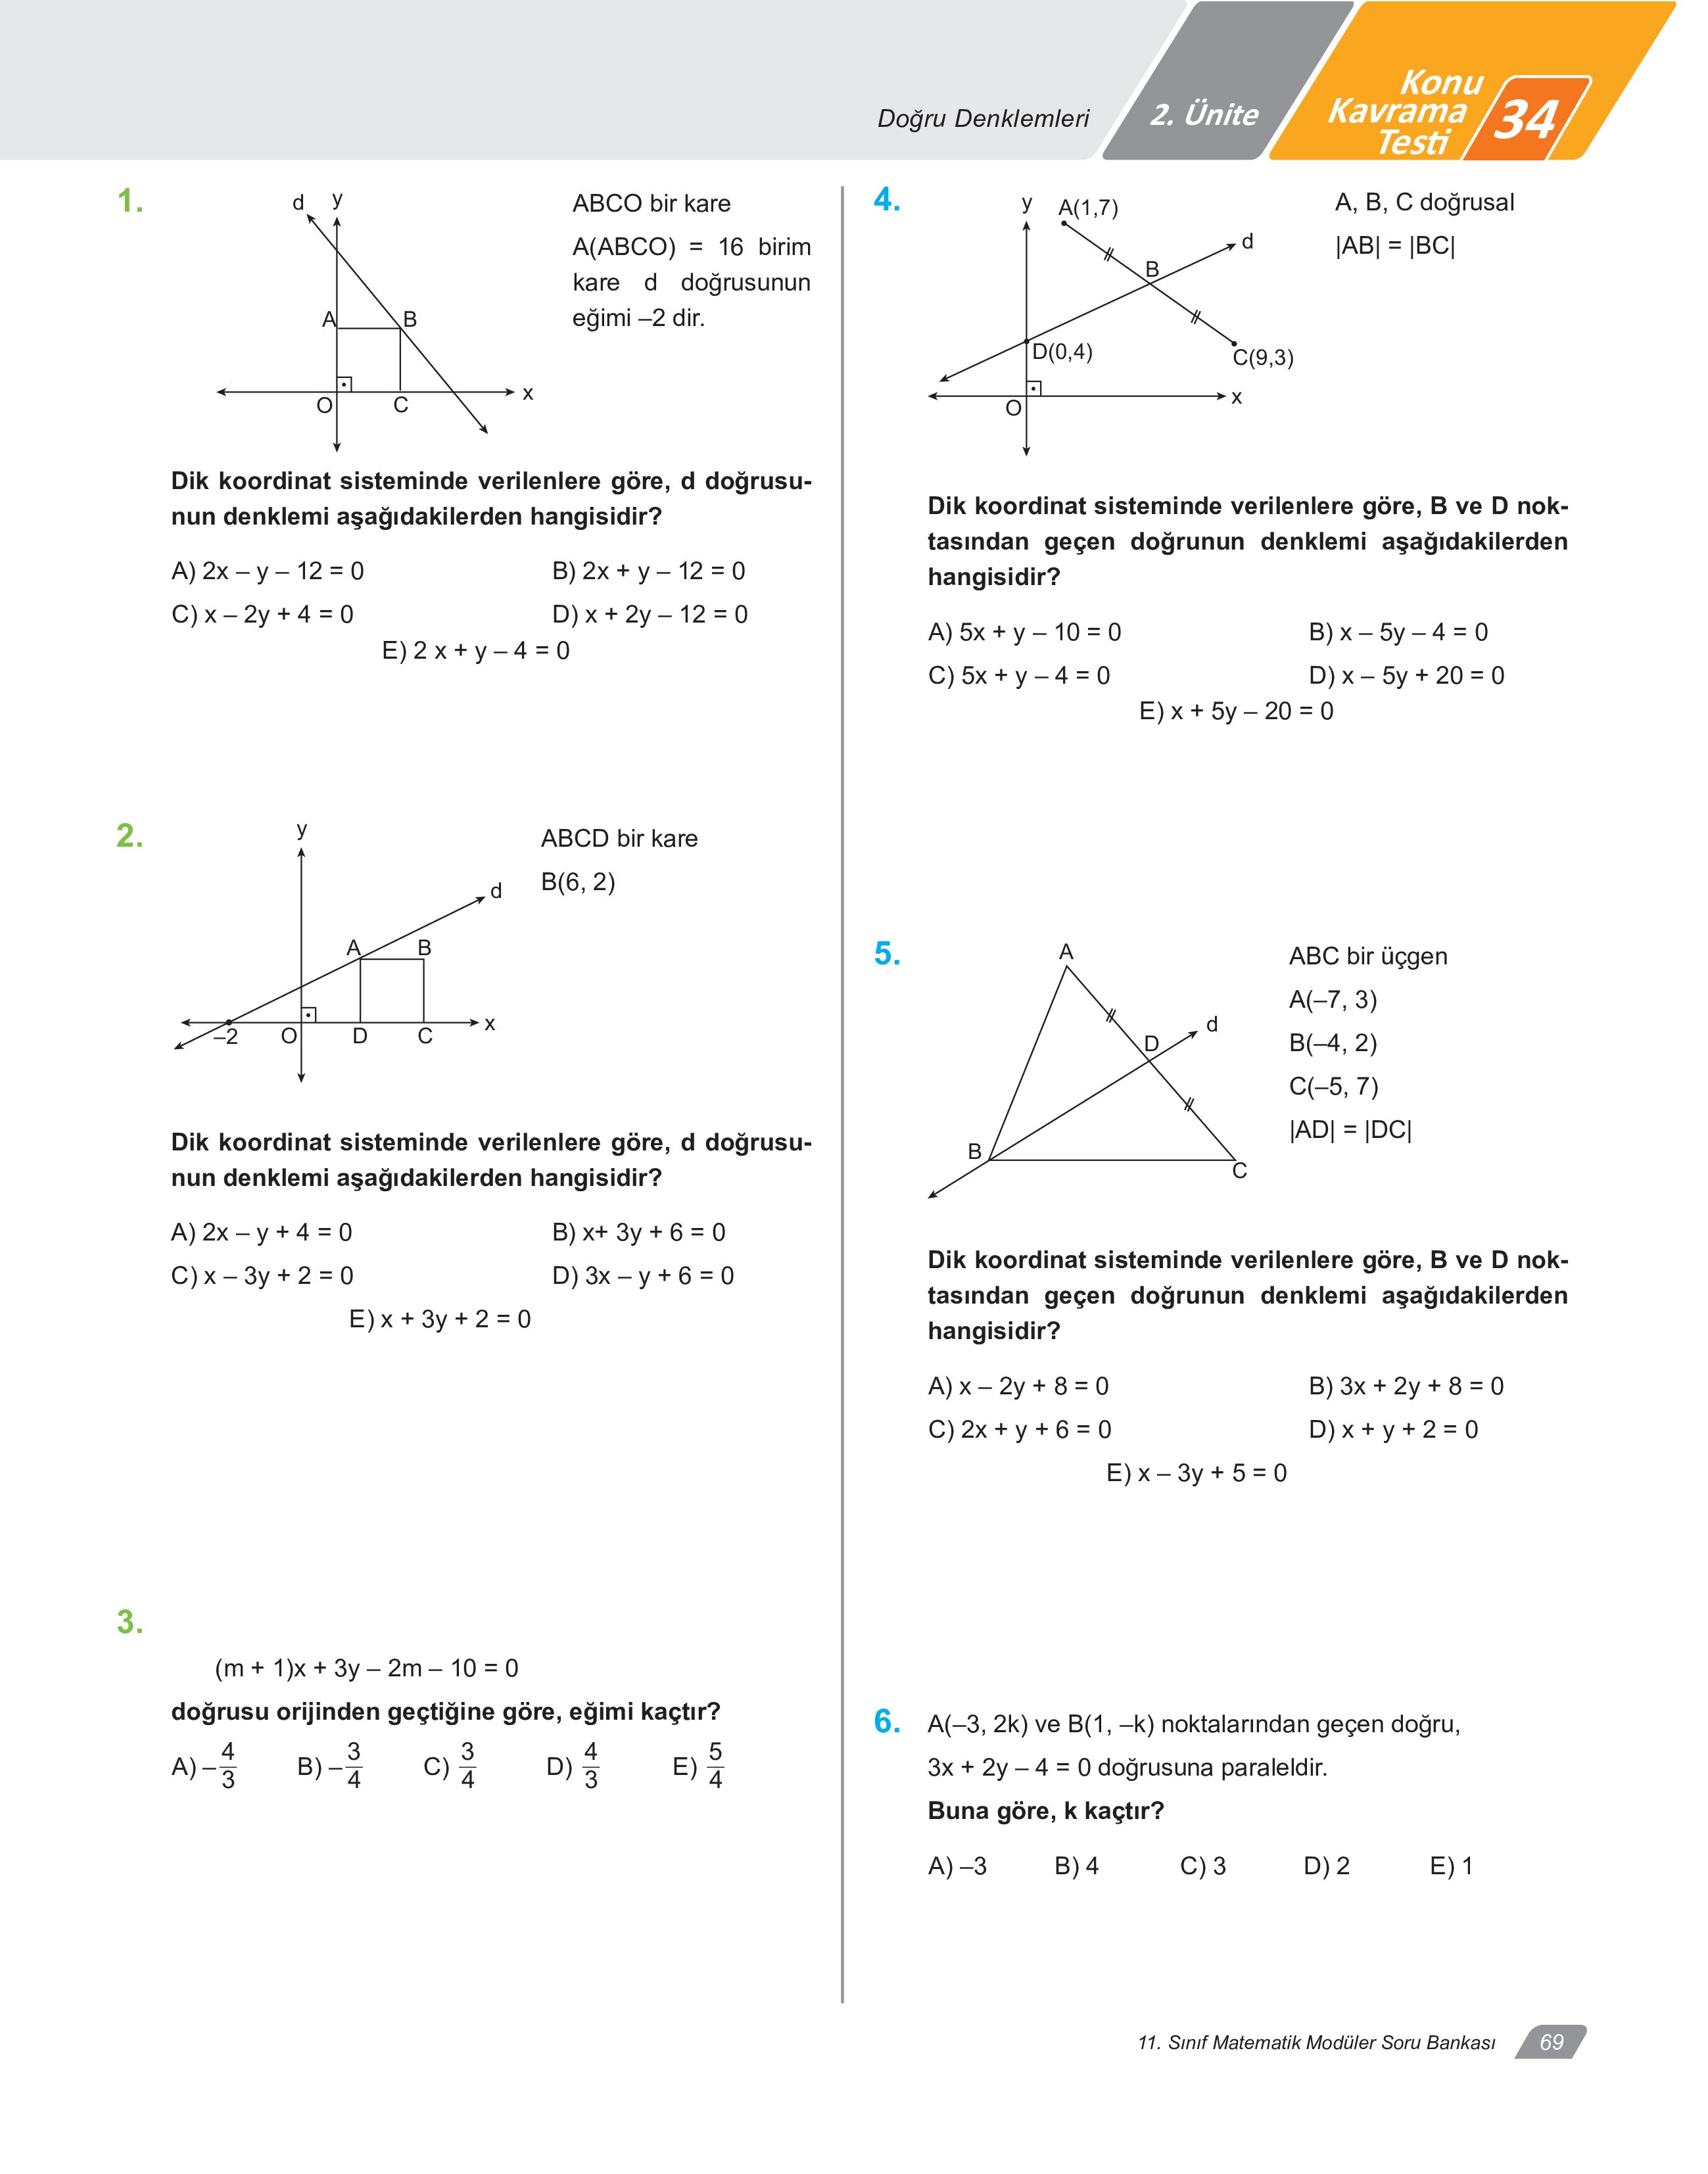 Doğru Denklemleri
2. Ünite
Konu
Kavrama
Testi
34
1.
d
y
A
B
O
C
x
ABCO bir kare
A(ABCO) = 16 birim
kare d doğrusunun
eğimi –2 dir.
Dik koordinat sisteminde verilenlere göre, d doğrusu-
nun denklemi aşağıdakilerden hangisidir?
A) 2x – y – 12 = 0 B) 2x + y – 12 = 0
C) x – 2y + 4 = 0 D) x + 2y – 12 = 0
E) 2 x + y – 4 = 0
2.
y
d
A
B
–2
O
D
C
x
ABCD bir kare
B(6, 2)
Dik koordinat sisteminde verilenlere göre, d doğrusu-
nun denklemi aşağıdakilerden hangisidir?
A) 2x – y + 4 = 0 B) x+ 3y + 6 = 0
C) x – 3y + 2 = 0 D) 3x – y + 6 = 0
E) x + 3y + 2 = 0
3.
(m + 1)x + 3y – 2m – 10 = 0
doğrusu orijinden geçtiğine göre, eğimi kaçtır?
A) –4/3 B) –3/4 C) 3/4 D) 4/3 E) 5/4
4.
y
A(1,7)
d
B
D(0,4)
C(9,3)
O
x
A, B, C doğrusal
|AB| = |BC|
Dik koordinat sisteminde verilenlere göre, B ve D nok-
tasından geçen doğrunun denklemi aşağıdakilerden
hangisidir?
A) 5x + y – 10 = 0 B) x – 5y – 4 = 0
C) 5x + y – 4 = 0 D) x – 5y + 20 = 0
E) x + 5y – 20 = 0
5.
A
D
d
B
C
ABC bir üçgen
A(–7, 3)
B(–4, 2)
C(–5, 7)
|AD| = |DC|
Dik koordinat sisteminde verilenlere göre, B ve D nok-
tasından geçen doğrunun denklemi aşağıdakilerden
hangisidir?
A) x – 2y + 8 = 0 B) 3x + 2y + 8 = 0
C) 2x + y + 6 = 0 D) x + y + 2 = 0
E) x – 3y + 5 = 0
6. A(–3, 2k) ve B(1, –k) noktalarından geçen doğru,
3x + 2y – 4 = 0 doğrusuna paraleldir.
Buna göre, k kaçtır?
A) –3 B) 4 C) 3 D) 2 E) 1
11. Sınıf Matematik Modüler Soru Bankası 69